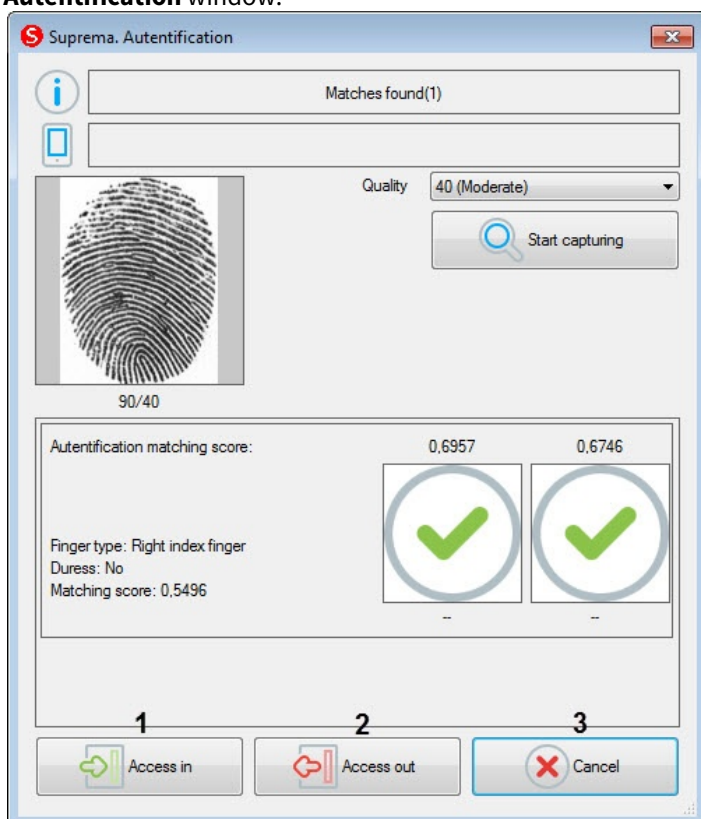 Autentification window:
Suprema. Autentification
Matches found(1)
Quality 40 (Moderate)
Start capturing
90/40
Autentification matching score: 0,6957 0,6746
Finger type: Right index finger
Duress: No
Matching score: 0,5496
-- --
1 2 3
Access in Access out Cancel